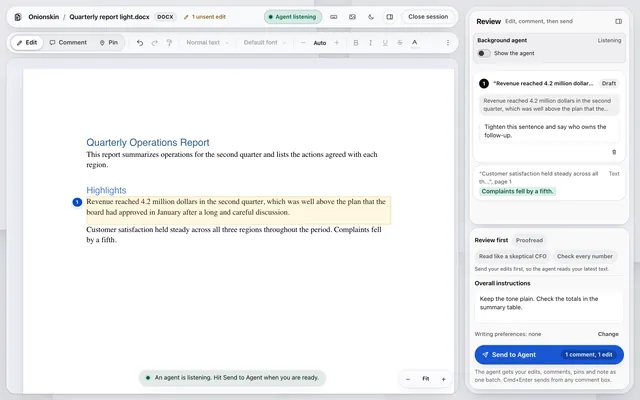 Onionskin / Quarterly report light.docx DOCX 1 unsent edit Agent listening Close session
Edit Comment Pin Normal text Default font Auto B I U S A
Quarterly Operations Report
This report summarizes operations for the second quarter and lists the actions agreed with each
region.
Highlights
1 Revenue reached 4.2 million dollars in the second quarter, which was well above the plan that the
board had approved in January after a long and careful discussion.
Customer satisfaction held steady across all three regions throughout the period. Complaints fell
by a fifth.
An agent is listening. Hit Send to Agent when you are ready.
− Fit +
Review Edit, comment, then send
Background agent Listening
Show the agent
1 "Revenue reached 4.2 million dollar... Draft
Revenue reached 4.2 million dollars in the second
quarter, which was well above the plan that the...
Tighten this sentence and say who owns the
follow-up.
"Customer satisfaction held steady across all Text
th...", page 1
Complaints fell by a fifth.
Review first Proofread
Read like a skeptical CFO Check every number
Send your edits first, so the agent reads your latest text.
Overall instructions
Keep the tone plain. Check the totals in the
summary table.
Writing preferences: none Change
Send to Agent 1 comment, 1 edit
The agent gets your edits, comments, pins and note as
one batch. Cmd+Enter sends from any comment box.